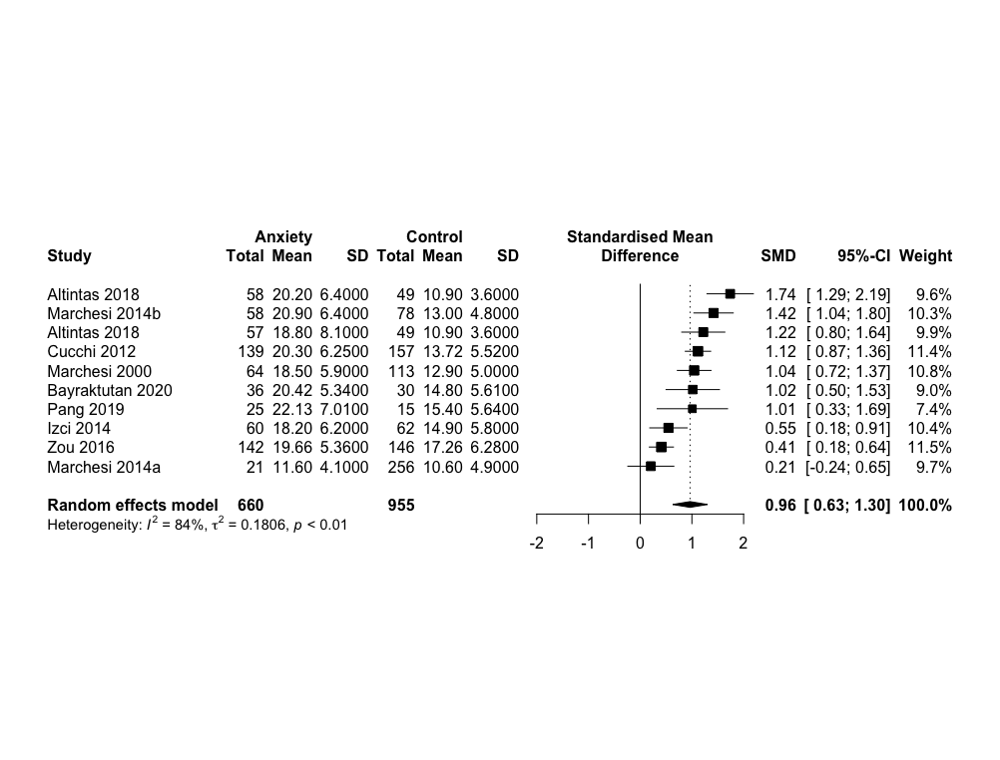 Anxiety Control Standardised Mean
Study Total Mean SD Total Mean SD Difference SMD 95%-CI Weight
Altintas 2018 58 20.20 6.4000 49 10.90 3.6000 1.74 [ 1.29; 2.19] 9.6%
Marchesi 2014b 58 20.90 6.4000 78 13.00 4.8000 1.42 [ 1.04; 1.80] 10.3%
Altintas 2018 57 18.80 8.1000 49 10.90 3.6000 1.22 [ 0.80; 1.64] 9.9%
Cucchi 2012 139 20.30 6.2500 157 13.72 5.5200 1.12 [ 0.87; 1.36] 11.4%
Marchesi 2000 64 18.50 5.9000 113 12.90 5.0000 1.04 [ 0.72; 1.37] 10.8%
Bayraktutan 2020 36 20.42 5.3400 30 14.80 5.6100 1.02 [ 0.50; 1.53] 9.0%
Pang 2019 25 22.13 7.0100 15 15.40 5.6400 1.01 [ 0.33; 1.69] 7.4%
Izci 2014 60 18.20 6.2000 62 14.90 5.8000 0.55 [ 0.18; 0.91] 10.4%
Zou 2016 142 19.66 5.3600 146 17.26 6.2800 0.41 [ 0.18; 0.64] 11.5%
Marchesi 2014a 21 11.60 4.1000 256 10.60 4.9000 0.21 [-0.24; 0.65] 9.7%
Random effects model 660 955 0.96 [ 0.63; 1.30] 100.0%
Heterogeneity: I² = 84%, τ² = 0.1806, p < 0.01
-2 -1 0 1 2